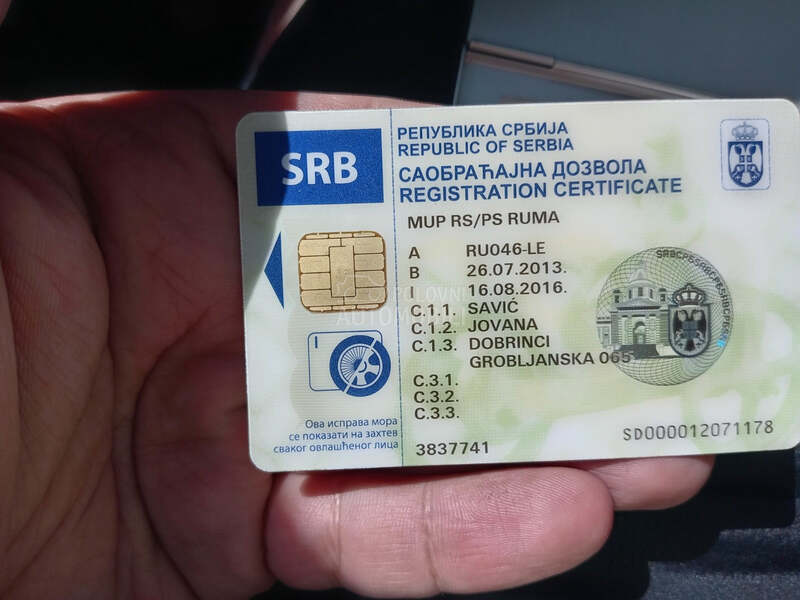 SRB
РЕПУБЛИКА СРБИЈА
REPUBLIC OF SERBIA
САОБРАЋАЈНА ДОЗВОЛА
REGISTRATION CERTIFICATE
MUP RS/PS RUMA
A RU046-LE
B 26.07.2013.
I 16.08.2016.
C.1.1. SAVIĆ
C.1.2. JOVANA
C.1.3. DOBRINCI
GROBLJANSKA 065
C.3.1.
C.3.2.
C.3.3.
Ова исправа мора
се показати на захтев
сваког овлашћеног лица
3837741
SD000012071178